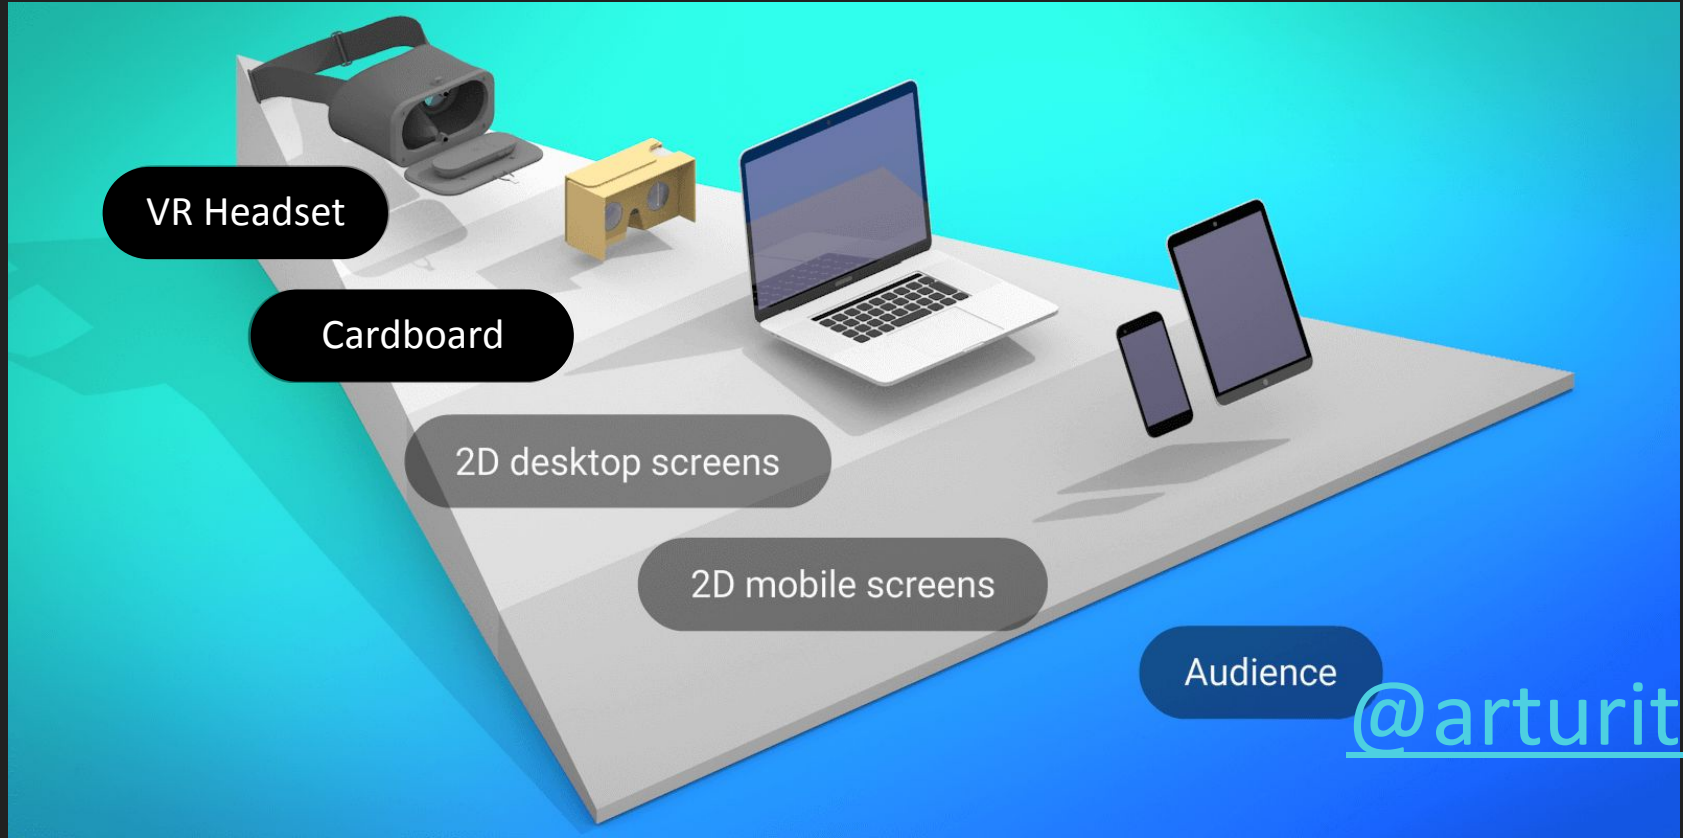 VR Headset
Cardboard
2D desktop screens
2D mobile screens
Audience
@arturit